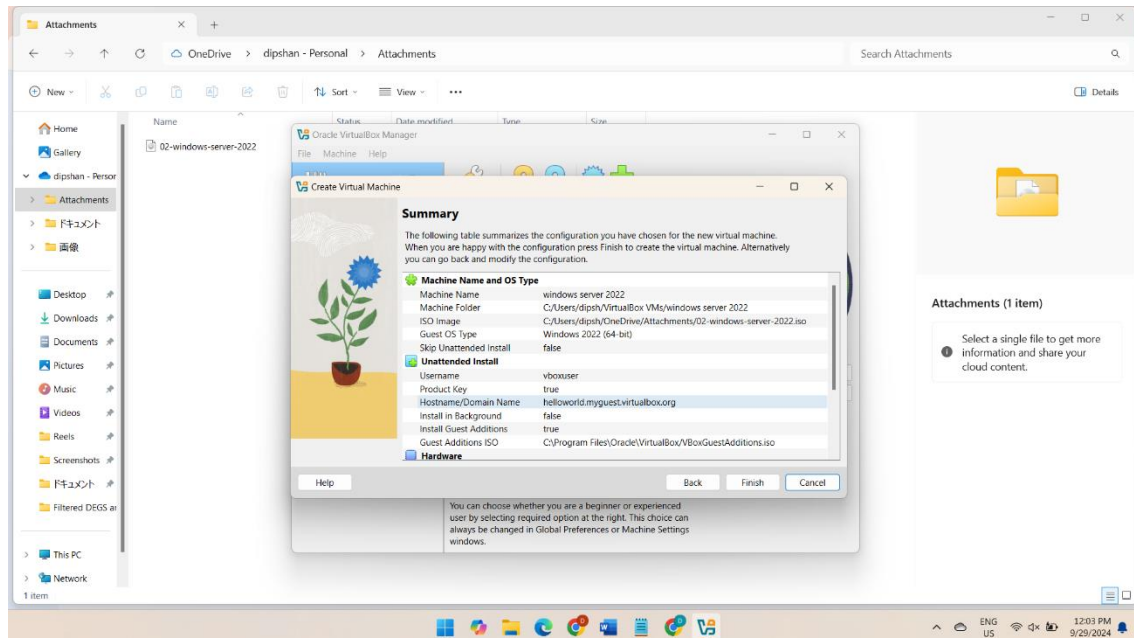 Attachments
OneDrive > dipshan - Personal > Attachments
Search Attachments
New
Sort
View
Details
Home
Gallery
dipshan - Persor
Attachments
ドキュメント
画像
Desktop
Downloads
Documents
Pictures
Music
Videos
Reels
Screenshots
ドキュメント
Filtered DEGS ar
This PC
Network
1 item
Name Status Date modified Type Size
02-windows-server-2022
Oracle VirtualBox Manager
File Machine Help
Create Virtual Machine
Summary
The following table summarizes the configuration you have chosen for the new virtual machine.
When you are happy with the configuration press Finish to create the virtual machine. Alternatively
you can go back and modify the configuration.
Machine Name and OS Type
Machine Name windows server 2022
Machine Folder C:/Users/dipsh/VirtualBox VMs/windows server 2022
ISO Image C:/Users/dipsh/OneDrive/Attachments/02-windows-server-2022.iso
Guest OS Type Windows 2022 (64-bit)
Skip Unattended Install false
Unattended Install
Username vboxuser
Product Key true
Hostname/Domain Name helloworld.myguest.virtualbox.org
Install in Background false
Install Guest Additions true
Guest Additions ISO C:\Program Files\Oracle\VirtualBox/VBoxGuestAdditions.iso
Hardware
Help Back Finish Cancel
You can choose whether you are a beginner or experienced
user by selecting required option at the right. This choice can
always be changed in Global Preferences or Machine Settings
windows.
Attachments (1 item)
Select a single file to get more
information and share your
cloud content.
ENG
US
12:03 PM
9/29/2024